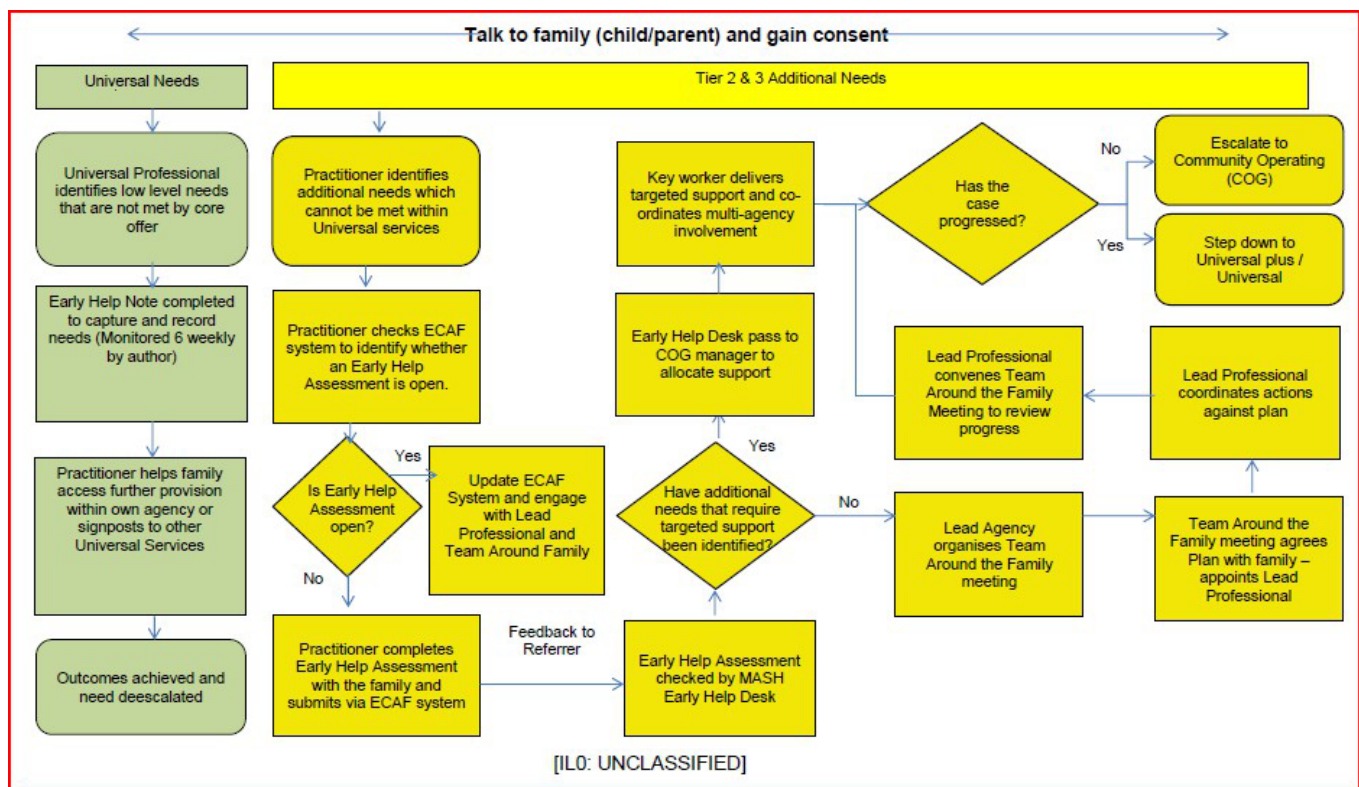 Talk to family (child/parent) and gain consent
Universal Needs
Tier 2 & 3 Additional Needs
Universal Professional
identifies low level needs
that are not met by core
offer
Early Help Note completed
to capture and record
needs (Monitored 6 weekly
by author)
Practitioner helps family
access further provision
within own agency or
signposts to other
Universal Services
Outcomes achieved and
need deescalated
Practitioner identifies
additional needs which
cannot be met within
Universal services
Practitioner checks ECAF
system to identify whether
an Early Help
Assessment is open.
Is Early Help
Assessment
open?
Yes
No
Update ECAF
System and engage
with Lead
Professional and
Team Around Family
Practitioner completes
Early Help Assessment
with the family and
submits via ECAF system
Feedback to
Referrer
Early Help Assessment
checked by MASH
Early Help Desk
Have additional
needs that require
targeted support
been identified?
Yes
No
Early Help Desk pass to
COG manager to
allocate support
Key worker delivers
targeted support and co-
ordinates multi-agency
involvement
Lead Agency
organises Team
Around the Family
meeting
Team Around the
Family meeting agrees
Plan with family –
appoints Lead
Professional
Lead Professional
coordinates actions
against plan
Lead Professional
convenes Team
Around the Family
Meeting to review
progress
Has the
case
progressed?
No
Yes
Escalate to
Community Operating
(COG)
Step down to
Universal plus /
Universal
[IL0: UNCLASSIFIED]